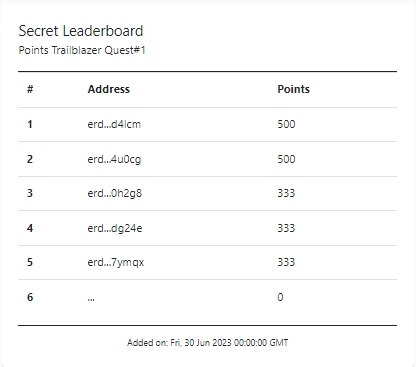 Secret Leaderboard
Points Trailblazer Quest#1
# Address Points
1 erd...d4lcm 500
2 erd...4u0cg 500
3 erd...0h2g8 333
4 erd...dg24e 333
5 erd...7ymqx 333
6 ... 0
Added on: Fri, 30 Jun 2023 00:00:00 GMT